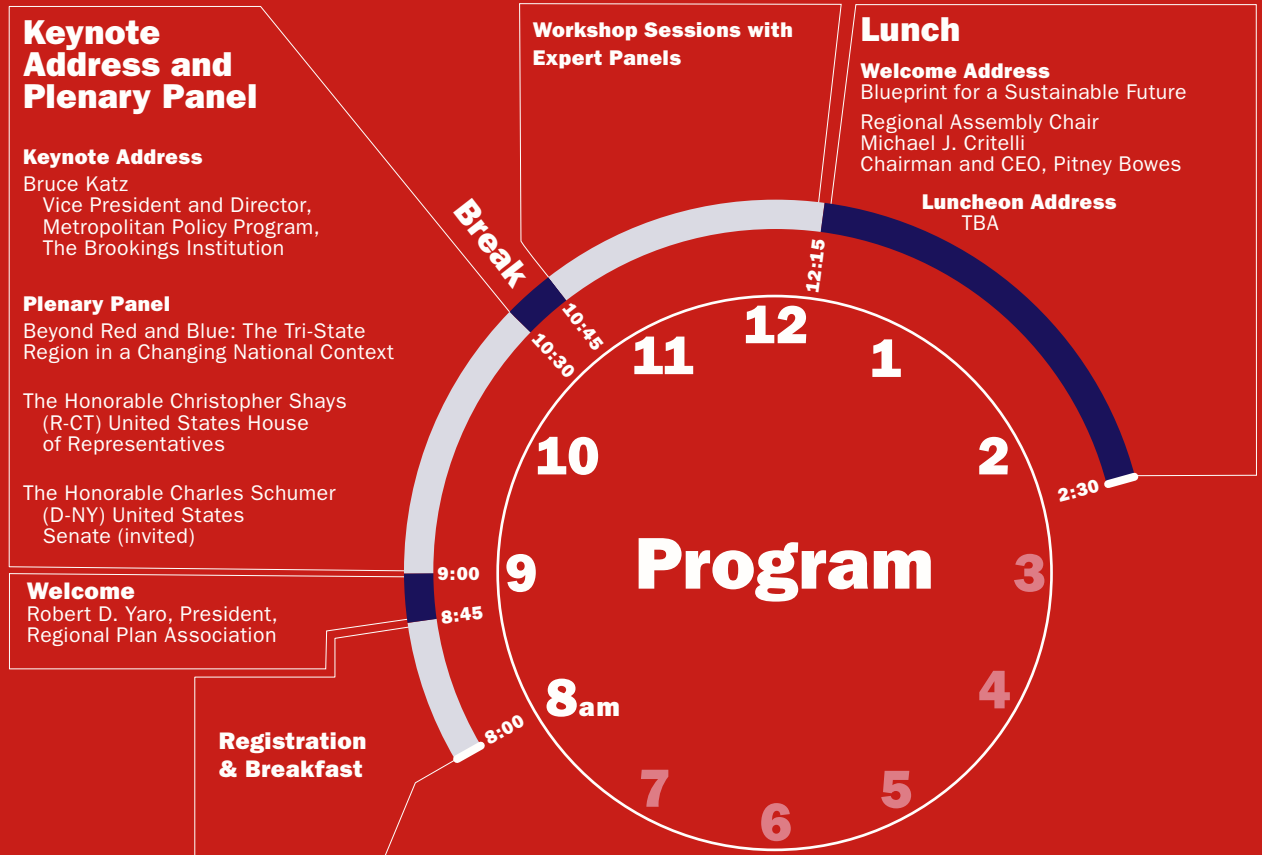 Keynote
Address and
Plenary Panel
Keynote Address
Bruce Katz
Vice President and Director,
Metropolitan Policy Program,
The Brookings Institution
Plenary Panel
Beyond Red and Blue: The Tri-State
Region in a Changing National Context
The Honorable Christopher Shays
(R-CT) United States House
of Representatives
The Honorable Charles Schumer
(D-NY) United States
Senate (invited)
Welcome
Robert D. Yaro, President,
Regional Plan Association
Registration
& Breakfast
Break
Workshop Sessions with
Expert Panels
Lunch
Welcome Address
Blueprint for a Sustainable Future
Regional Assembly Chair
Michael J. Critelli
Chairman and CEO, Pitney Bowes
Luncheon Address
TBA
8:00
8:45
9:00
10:30
10:45
12:15
2:30
Program
12
1
2
3
4
5
6
7
8am
9
10
11